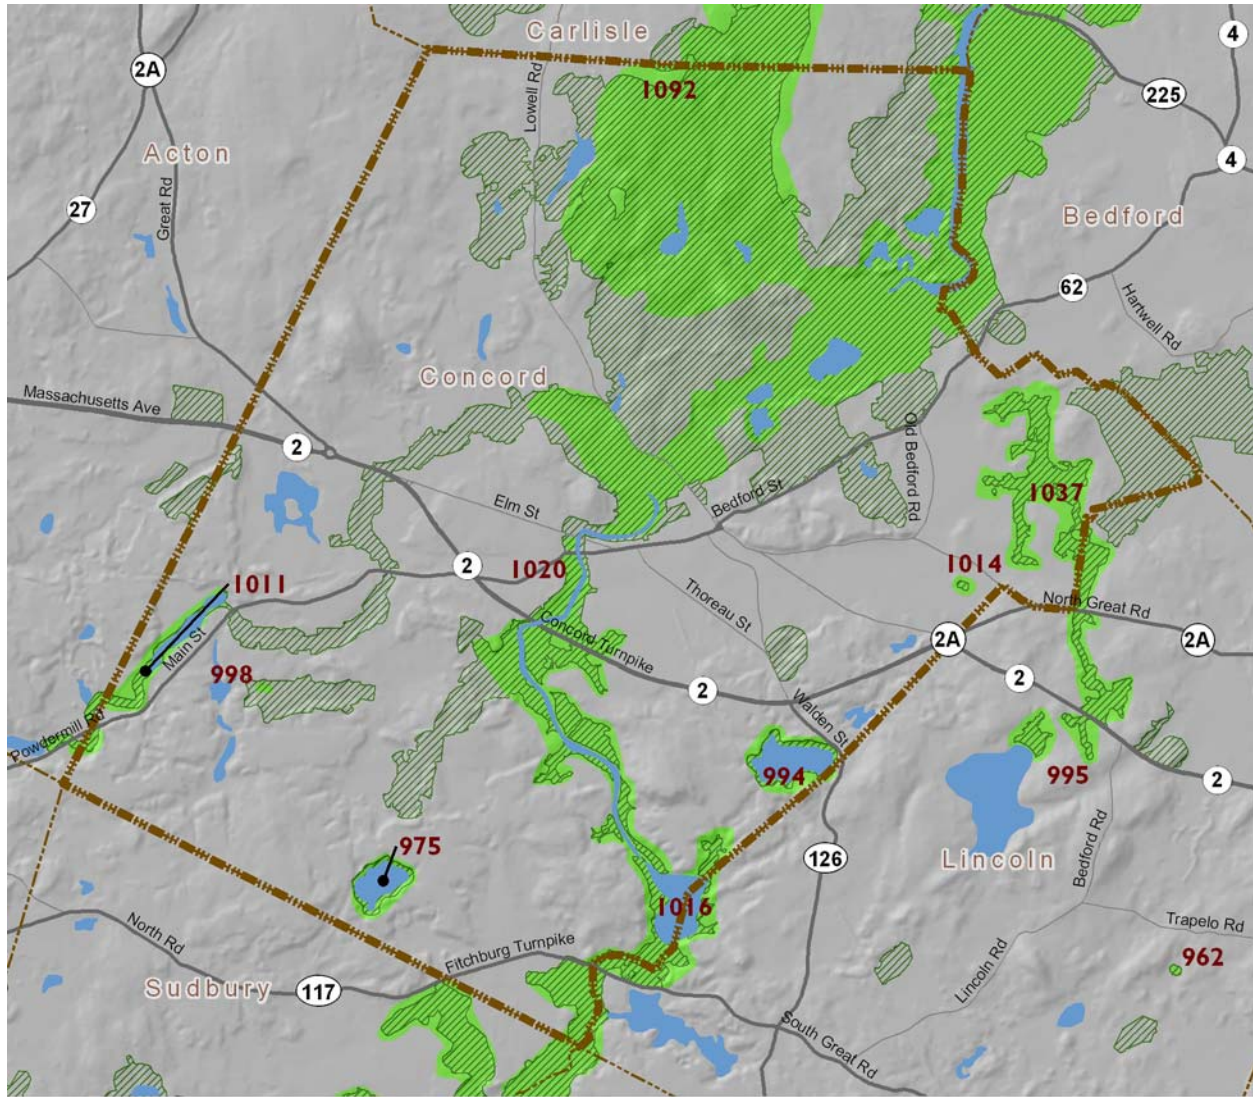 Carlisle
4
2A
Lowell Rd
1092
225
Acton
4
27
Great Rd
Bedford
62
Hartwell Rd
Concord
Massachusetts Ave
2
Old Bedford Rd
Elm St
Bedford St
1037
1020
2
1014
1011
Thoreau St
North Great Rd
Main St
Concord Turnpike
2A
2A
998
2
2
Walden St
Powdermill Rd
994
995
2
975
126
Lincoln
Bedford Rd
1016
Trapelo Rd
North Rd
Fitchburg Turnpike
962
Lincoln Rd
Sudbury
117
South Great Rd